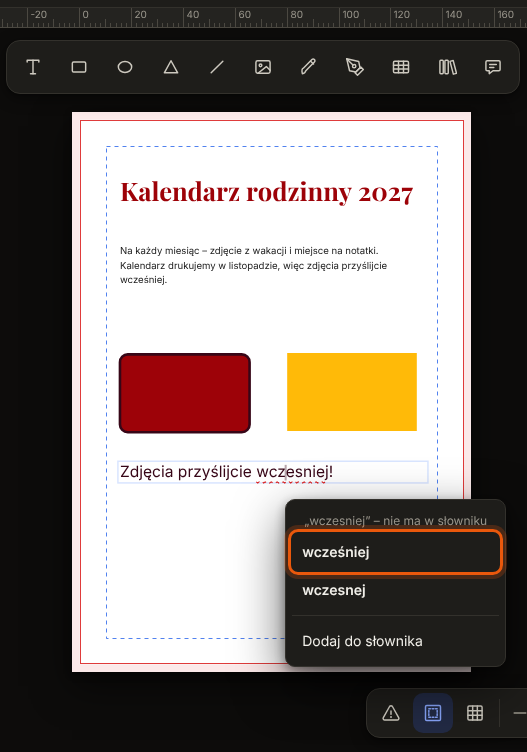 -20 0 20 40 60 80 100 120 140 160
Kalendarz rodzinny 2027
Na każdy miesiąc – zdjęcie z wakacji i miejsce na notatki.
Kalendarz drukujemy w listopadzie, więc zdjęcia przyślijcie
wcześniej.
Zdjęcia przyślijcie wczesniej!
„wczesniej” – nie ma w słowniku
wcześniej
wczesnej
Dodaj do słownika